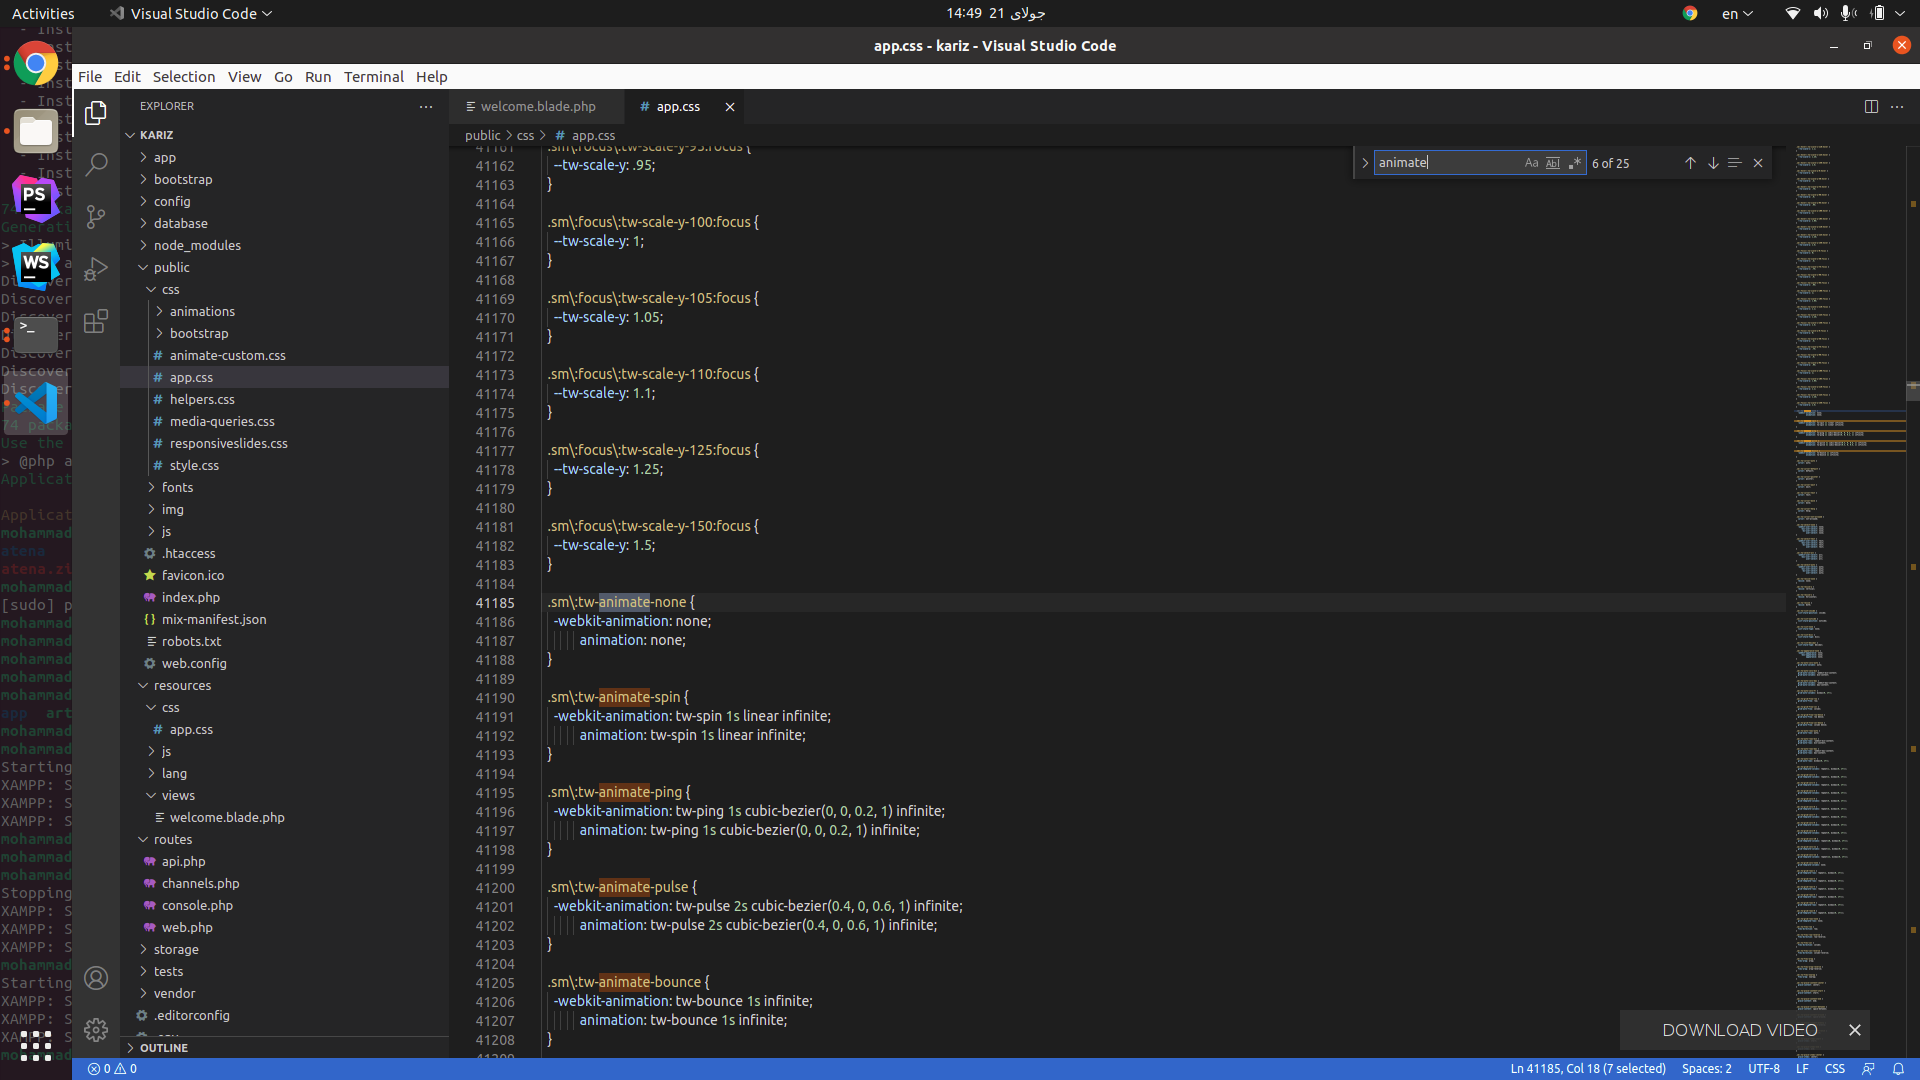 Activities
Visual Studio Code
14:49 21 جولای
en
app.css - kariz - Visual Studio Code
File Edit Selection View Go Run Terminal Help
EXPLORER
KARIZ
app
bootstrap
config
database
node_modules
public
css
animations
bootstrap
animate-custom.css
app.css
helpers.css
media-queries.css
responsiveslides.css
style.css
fonts
img
js
.htaccess
favicon.ico
index.php
mix-manifest.json
robots.txt
web.config
resources
css
app.css
js
lang
views
welcome.blade.php
routes
api.php
channels.php
console.php
web.php
storage
tests
vendor
.editorconfig
OUTLINE
welcome.blade.php
app.css
public > css > # app.css
animate
Aa
6 of 25
41161 .sm\:focus\:tw-scale-y-95:focus {
41162 --tw-scale-y: .95;
41163 }
41164
41165 .sm\:focus\:tw-scale-y-100:focus {
41166 --tw-scale-y: 1;
41167 }
41168
41169 .sm\:focus\:tw-scale-y-105:focus {
41170 --tw-scale-y: 1.05;
41171 }
41172
41173 .sm\:focus\:tw-scale-y-110:focus {
41174 --tw-scale-y: 1.1;
41175 }
41176
41177 .sm\:focus\:tw-scale-y-125:focus {
41178 --tw-scale-y: 1.25;
41179 }
41180
41181 .sm\:focus\:tw-scale-y-150:focus {
41182 --tw-scale-y: 1.5;
41183 }
41184
41185 .sm\:tw-animate-none {
41186 -webkit-animation: none;
41187 animation: none;
41188 }
41189
41190 .sm\:tw-animate-spin {
41191 -webkit-animation: tw-spin 1s linear infinite;
41192 animation: tw-spin 1s linear infinite;
41193 }
41194
41195 .sm\:tw-animate-ping {
41196 -webkit-animation: tw-ping 1s cubic-bezier(0, 0, 0.2, 1) infinite;
41197 animation: tw-ping 1s cubic-bezier(0, 0, 0.2, 1) infinite;
41198 }
41199
41200 .sm\:tw-animate-pulse {
41201 -webkit-animation: tw-pulse 2s cubic-bezier(0.4, 0, 0.6, 1) infinite;
41202 animation: tw-pulse 2s cubic-bezier(0.4, 0, 0.6, 1) infinite;
41203 }
41204
41205 .sm\:tw-animate-bounce {
41206 -webkit-animation: tw-bounce 1s infinite;
41207 animation: tw-bounce 1s infinite;
41208 }
DOWNLOAD VIDEO
0 0
Ln 41185, Col 18 (7 selected)
Spaces: 2
UTF-8
LF
CSS